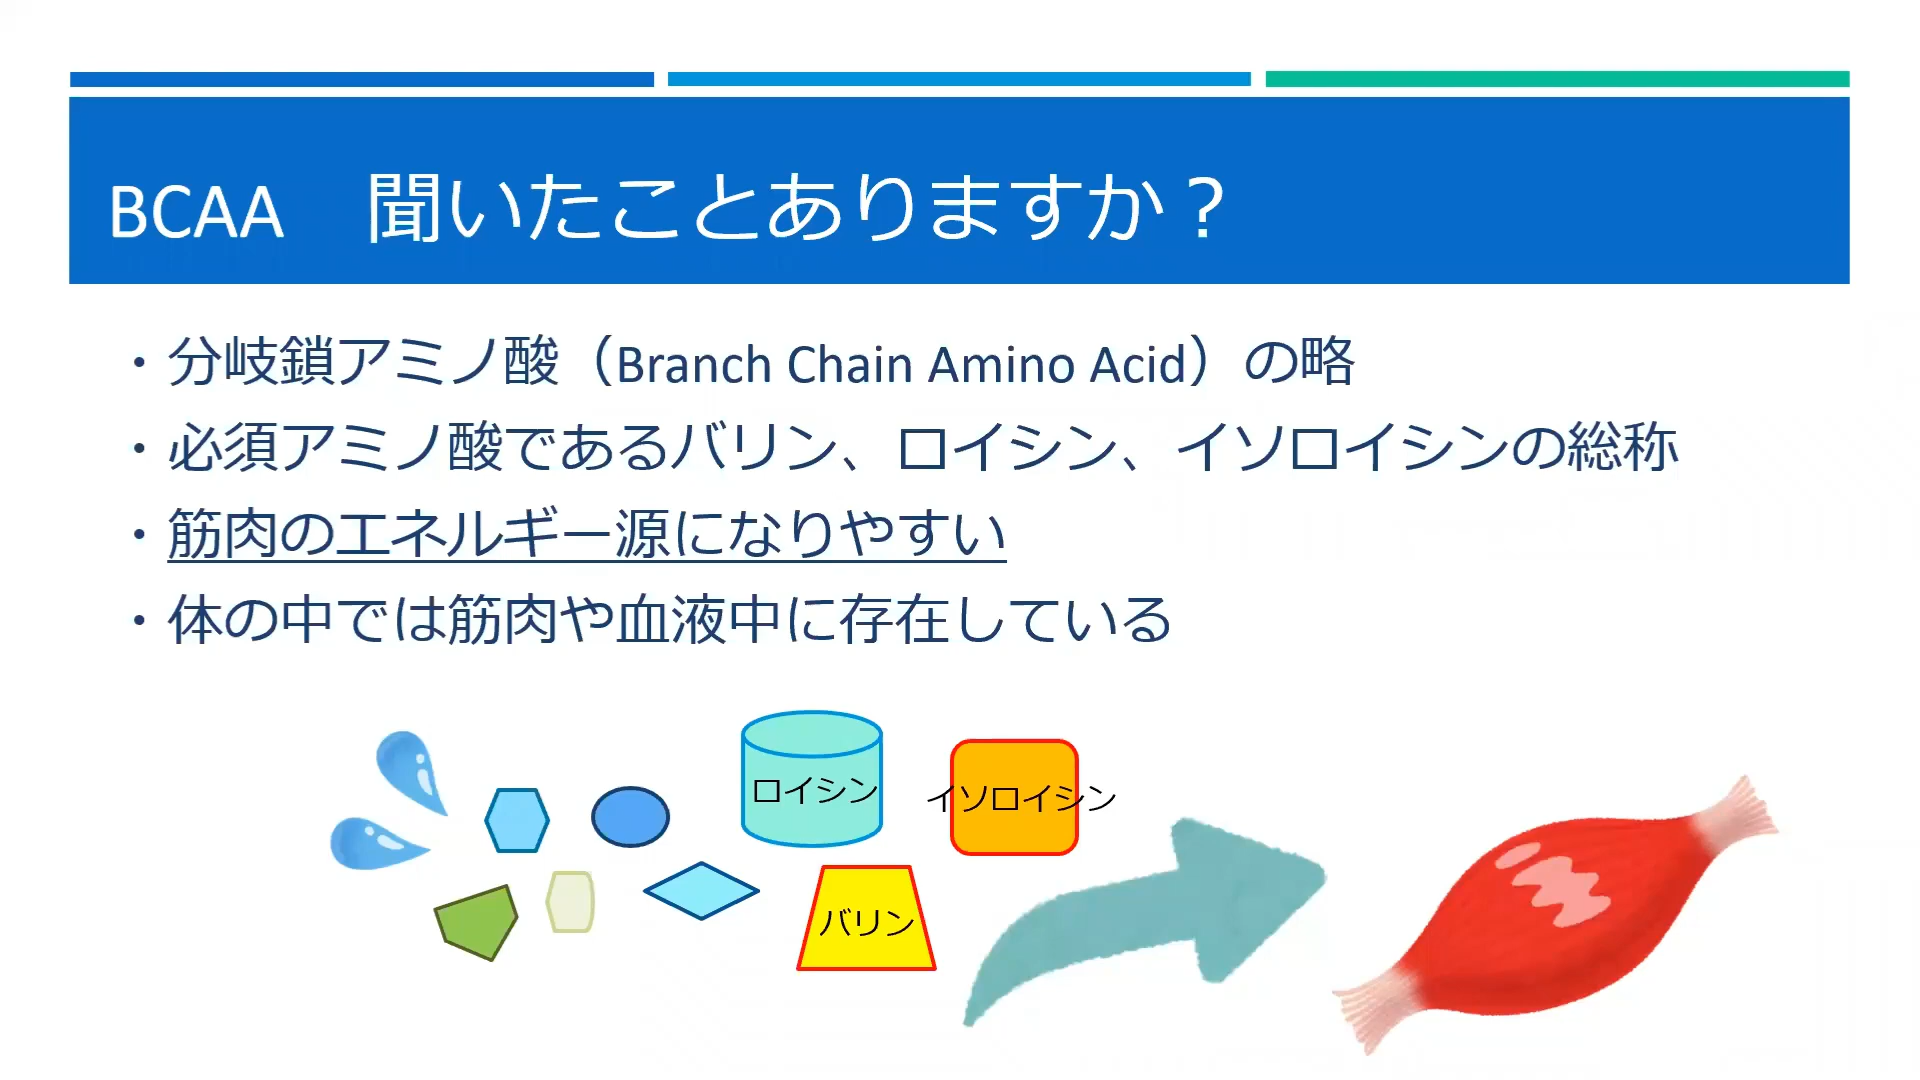 BCAA　聞いたことありますか？
・分岐鎖アミノ酸（Branch Chain Amino Acid）の略
・必須アミノ酸であるバリン、ロイシン、イソロイシンの総称
・筋肉のエネルギー源になりやすい
・体の中では筋肉や血液中に存在している
ロイシン
イソロイシン
バリン